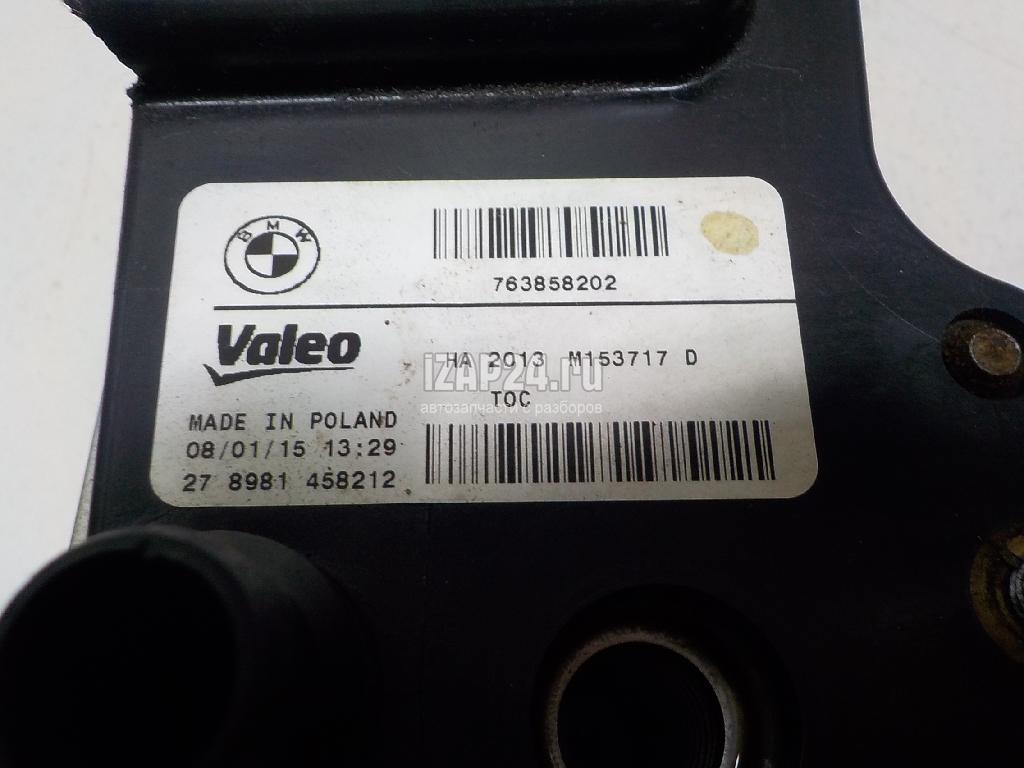 BMW
763858202
Valeo
HA 2013 M153717 D
IZAP24.ru
TOC
автозапчасти с разборов
MADE IN POLAND
08/01/15 13:29
27 8981 458212